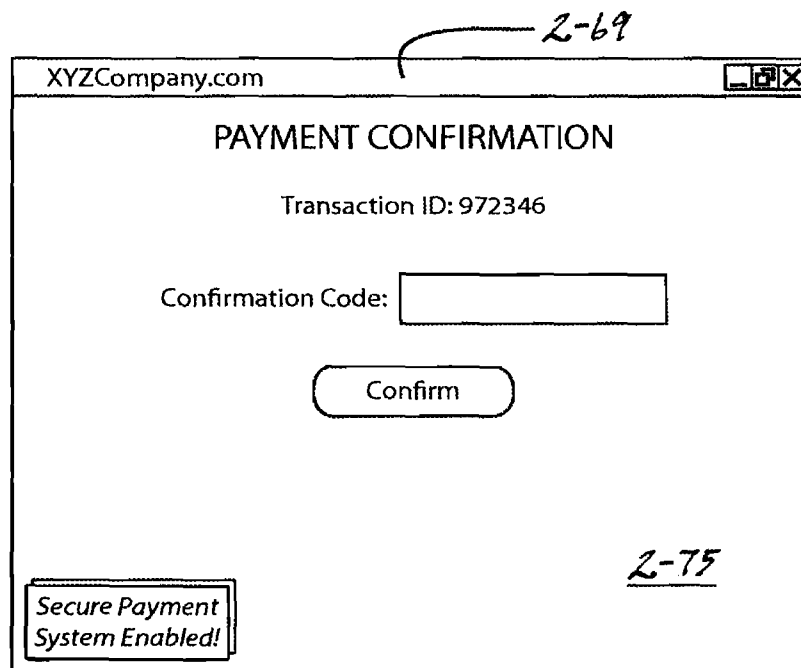 2-69
XYZCompany.com
PAYMENT CONFIRMATION
Transaction ID: 972346
Confirmation Code:
Confirm
2-75
Secure Payment
System Enabled!